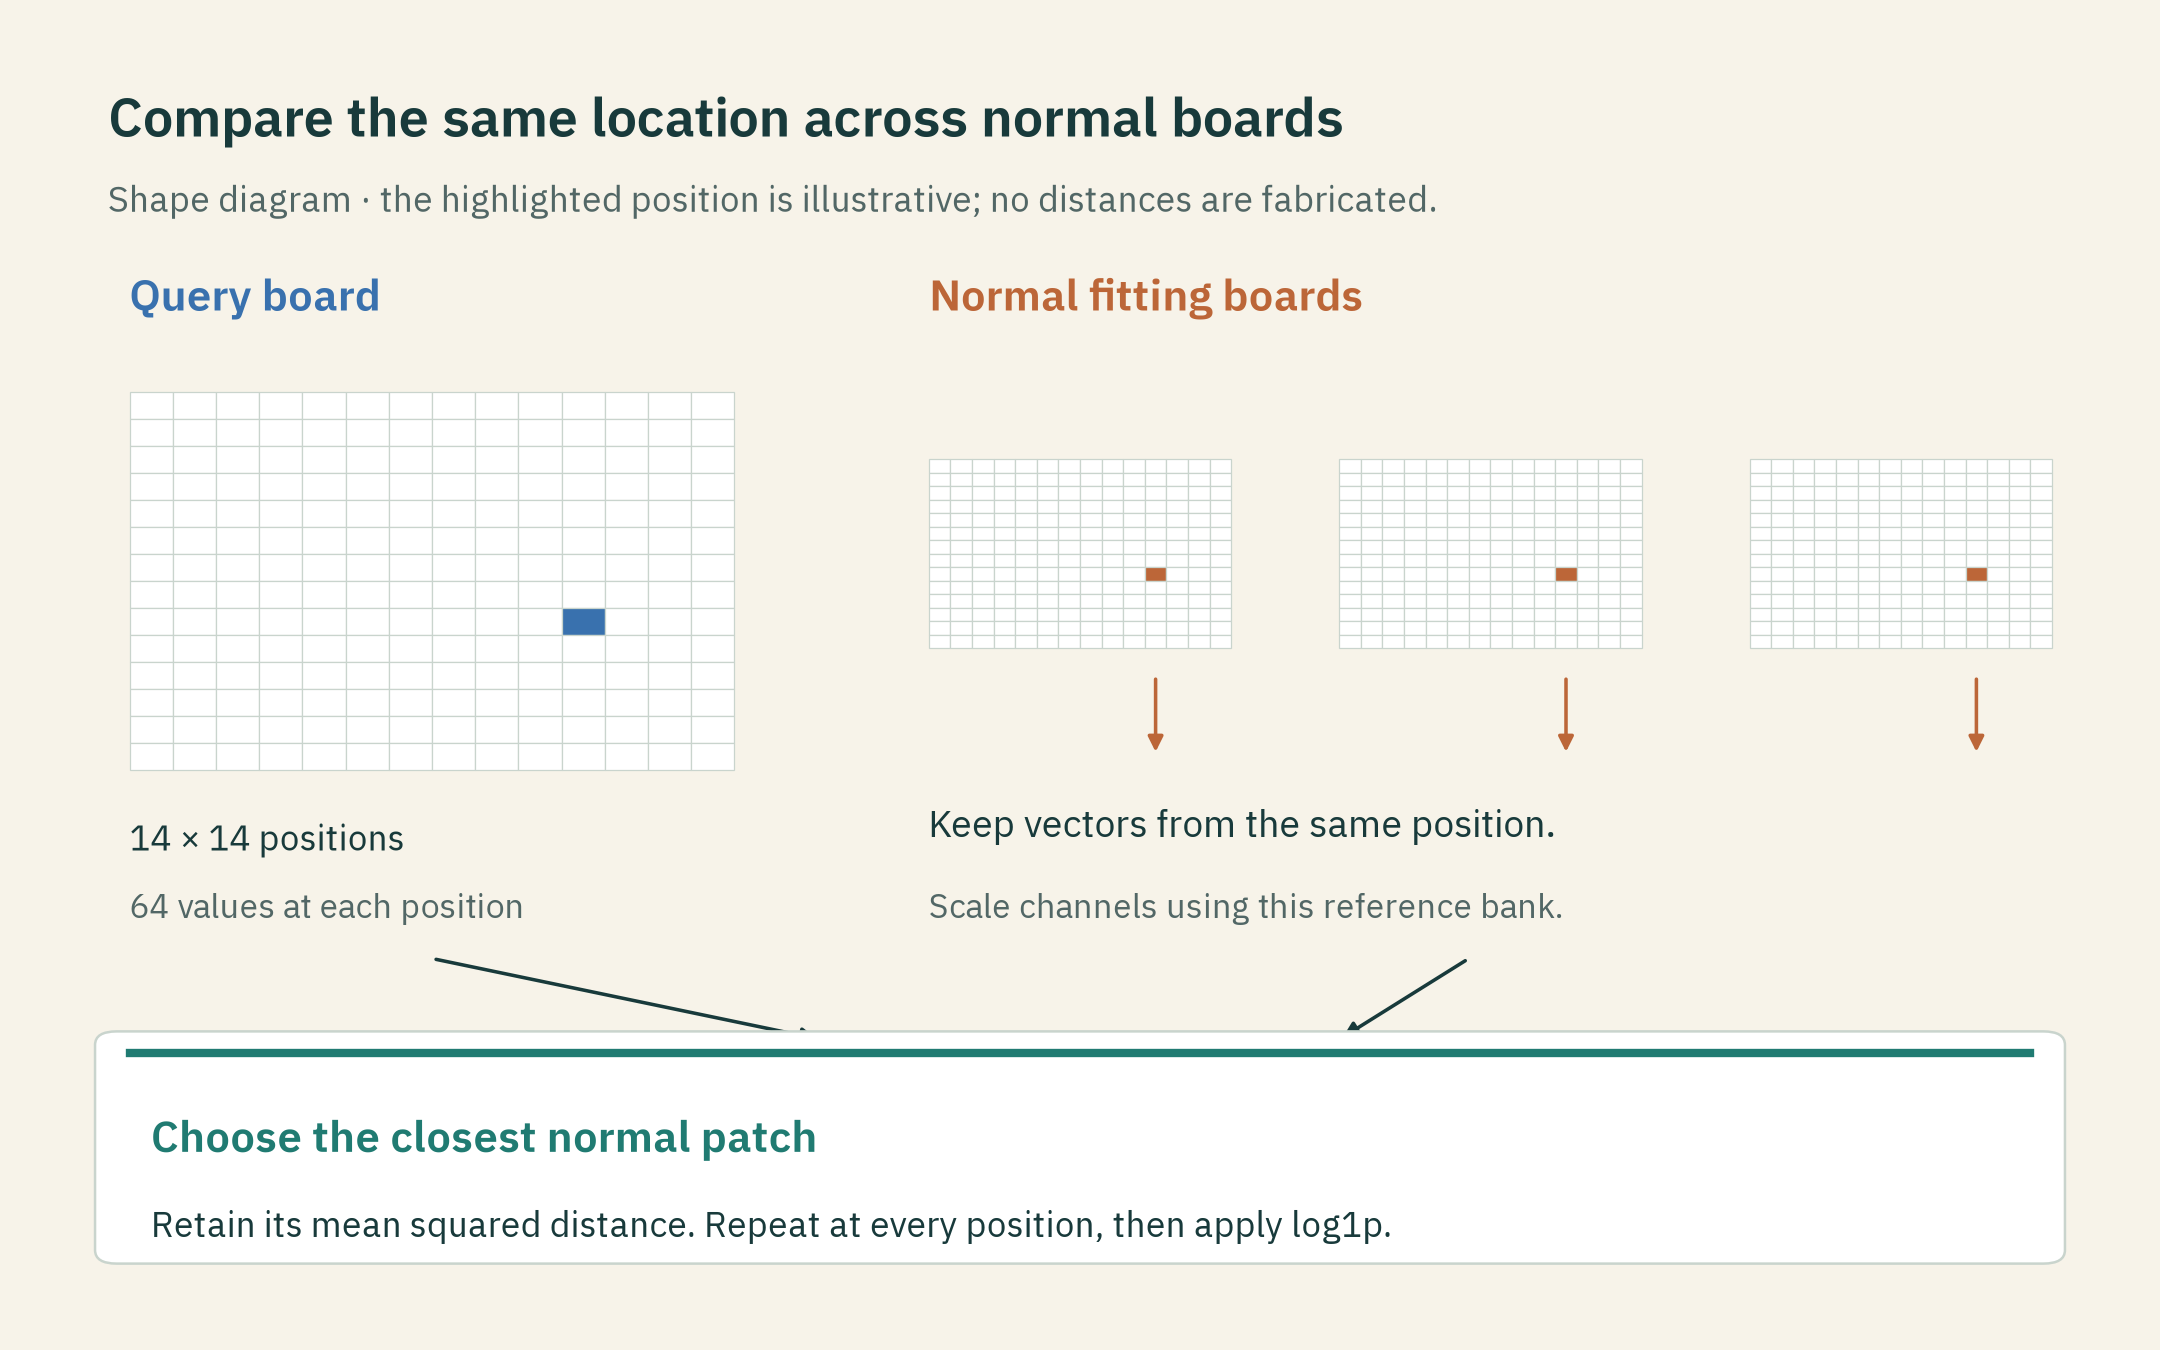 Compare the same location across normal boards
Shape diagram · the highlighted position is illustrative; no distances are fabricated.
Query board
Normal fitting boards
14 × 14 positions
64 values at each position
Keep vectors from the same position.
Scale channels using this reference bank.
Choose the closest normal patch
Retain its mean squared distance. Repeat at every position, then apply log1p.